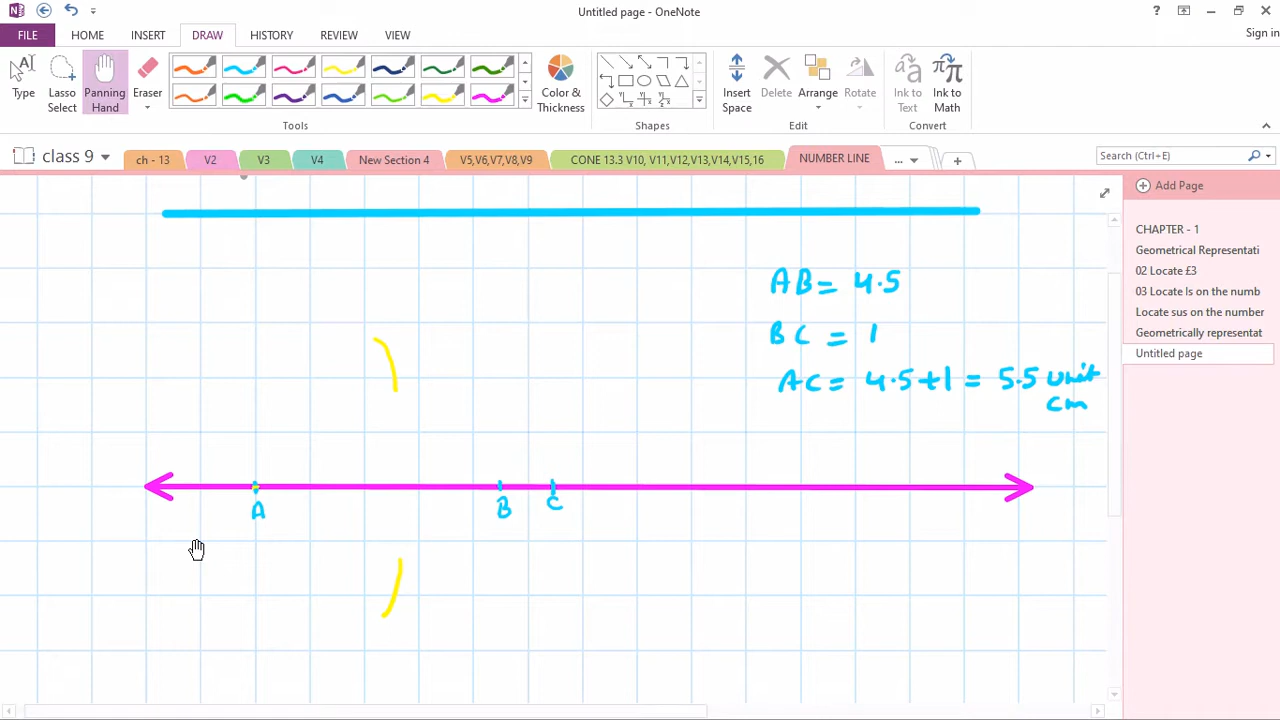 Untitled page - OneNote
?
Sign in
FILE HOME INSERT DRAW HISTORY REVIEW VIEW
Type
Lasso Select
Panning Hand
Eraser
Color & Thickness
Insert Space
Delete
Arrange
Rotate
Ink to Text
Ink to Math
Tools
Shapes
Edit
Convert
class 9
ch - 13
V2
V3
V4
New Section 4
V5,V6,V7,V8,V9
CONE 13.3 V10, V11,V12,V13,V14,V15,16
NUMBER LINE
...
Search (Ctrl+E)
Add Page
CHAPTER - 1
Geometrical Representati
02 Locate £3
03 Locate ls on the numb
Locate sus on the number
Geometrically representat
Untitled page
AB = 4.5
BC = 1
AC = 4.5+1 = 5.5 unit
cm
A B C